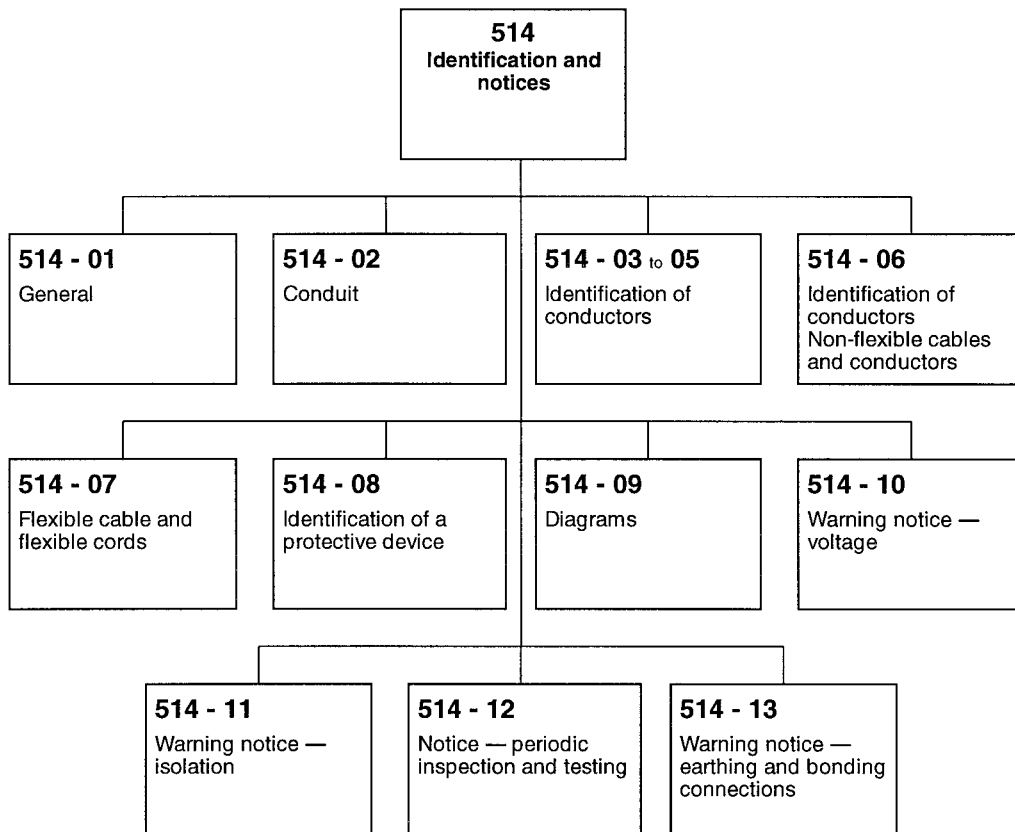 514
Identification and
notices
514 - 01
General
514 - 02
Conduit
514 - 03 to 05
Identification of
conductors
514 - 06
Identification of
conductors
Non-flexible cables
and conductors
514 - 07
Flexible cable and
flexible cords
514 - 08
Identification of a
protective device
514 - 09
Diagrams
514 - 10
Warning notice —
voltage
514 - 11
Warning notice —
isolation
514 - 12
Notice — periodic
inspection and testing
514 - 13
Warning notice —
earthing and bonding
connections